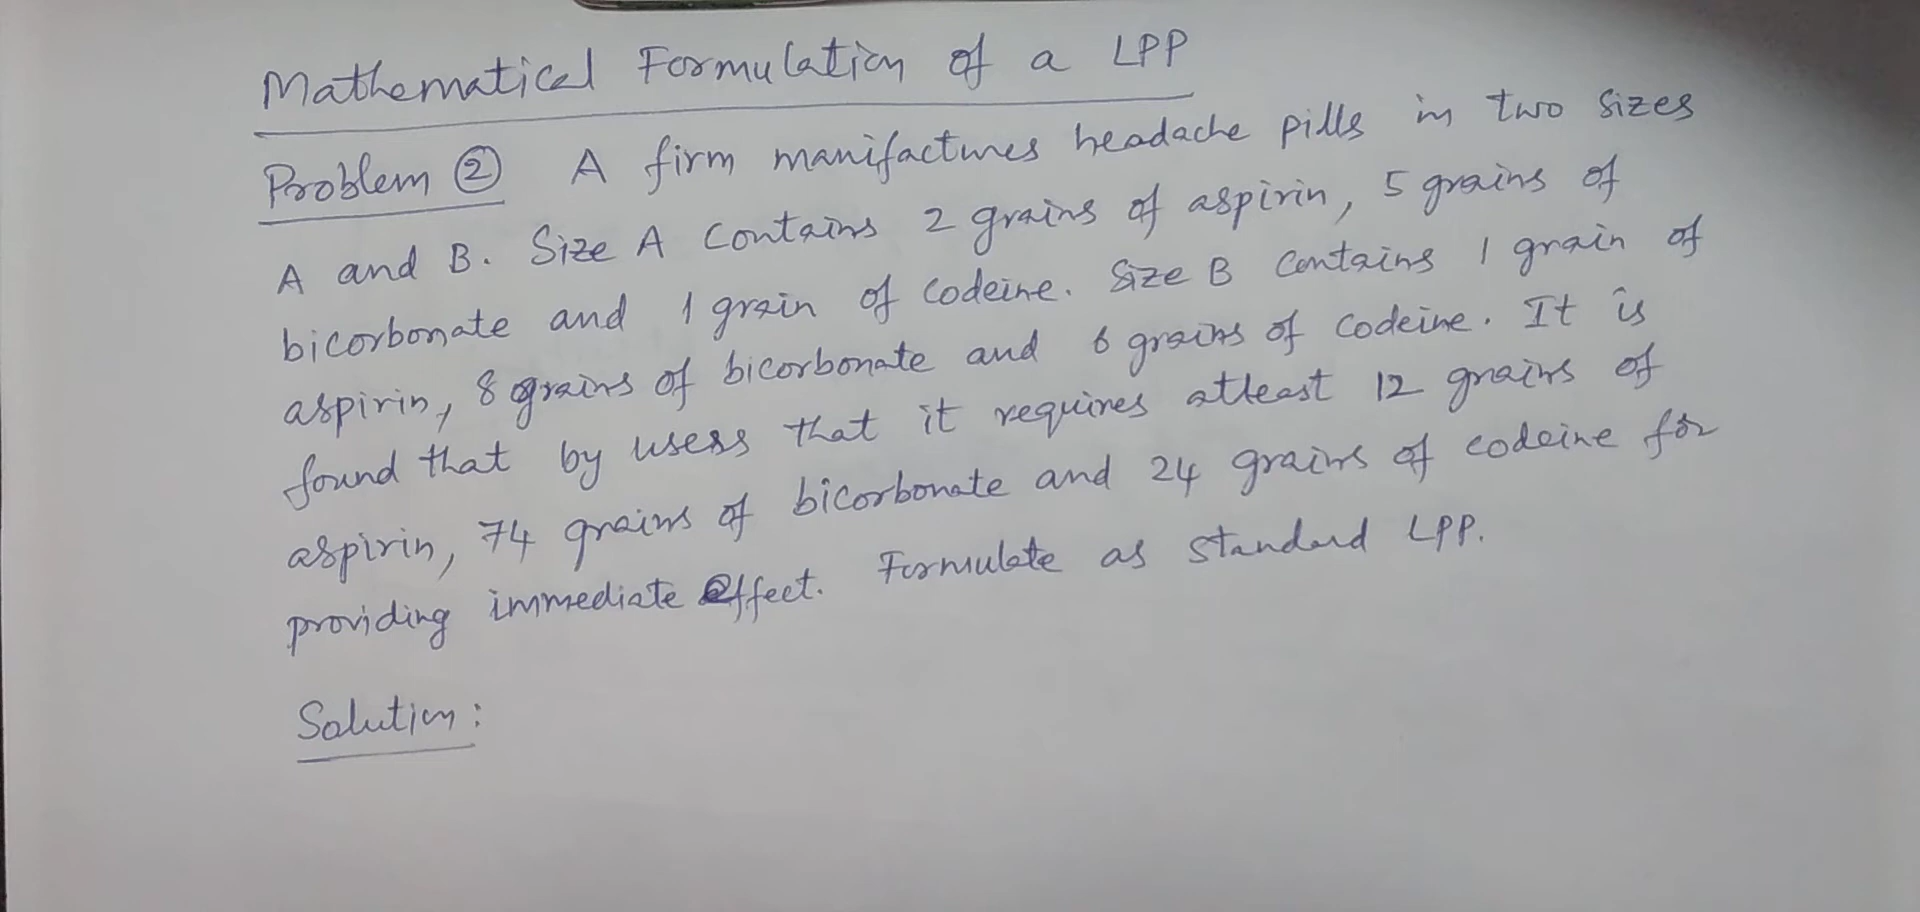 Mathematical Formulation of a LPP
Problem ② A firm manifactures headache pills in two sizes
A and B. Size A contains 2 grains of aspirin, 5 grains of
bicorbonate and 1 grain of codeine. Size B contains 1 grain of
aspirin, 8 grains of bicorbonate and 6 grains of codeine. It is
found that by usess that it requires atleast 12 grains of
aspirin, 74 grains of bicorbonate and 24 grains of codeine for
providing immediate effect. Formulate as standard LPP.
Solution: